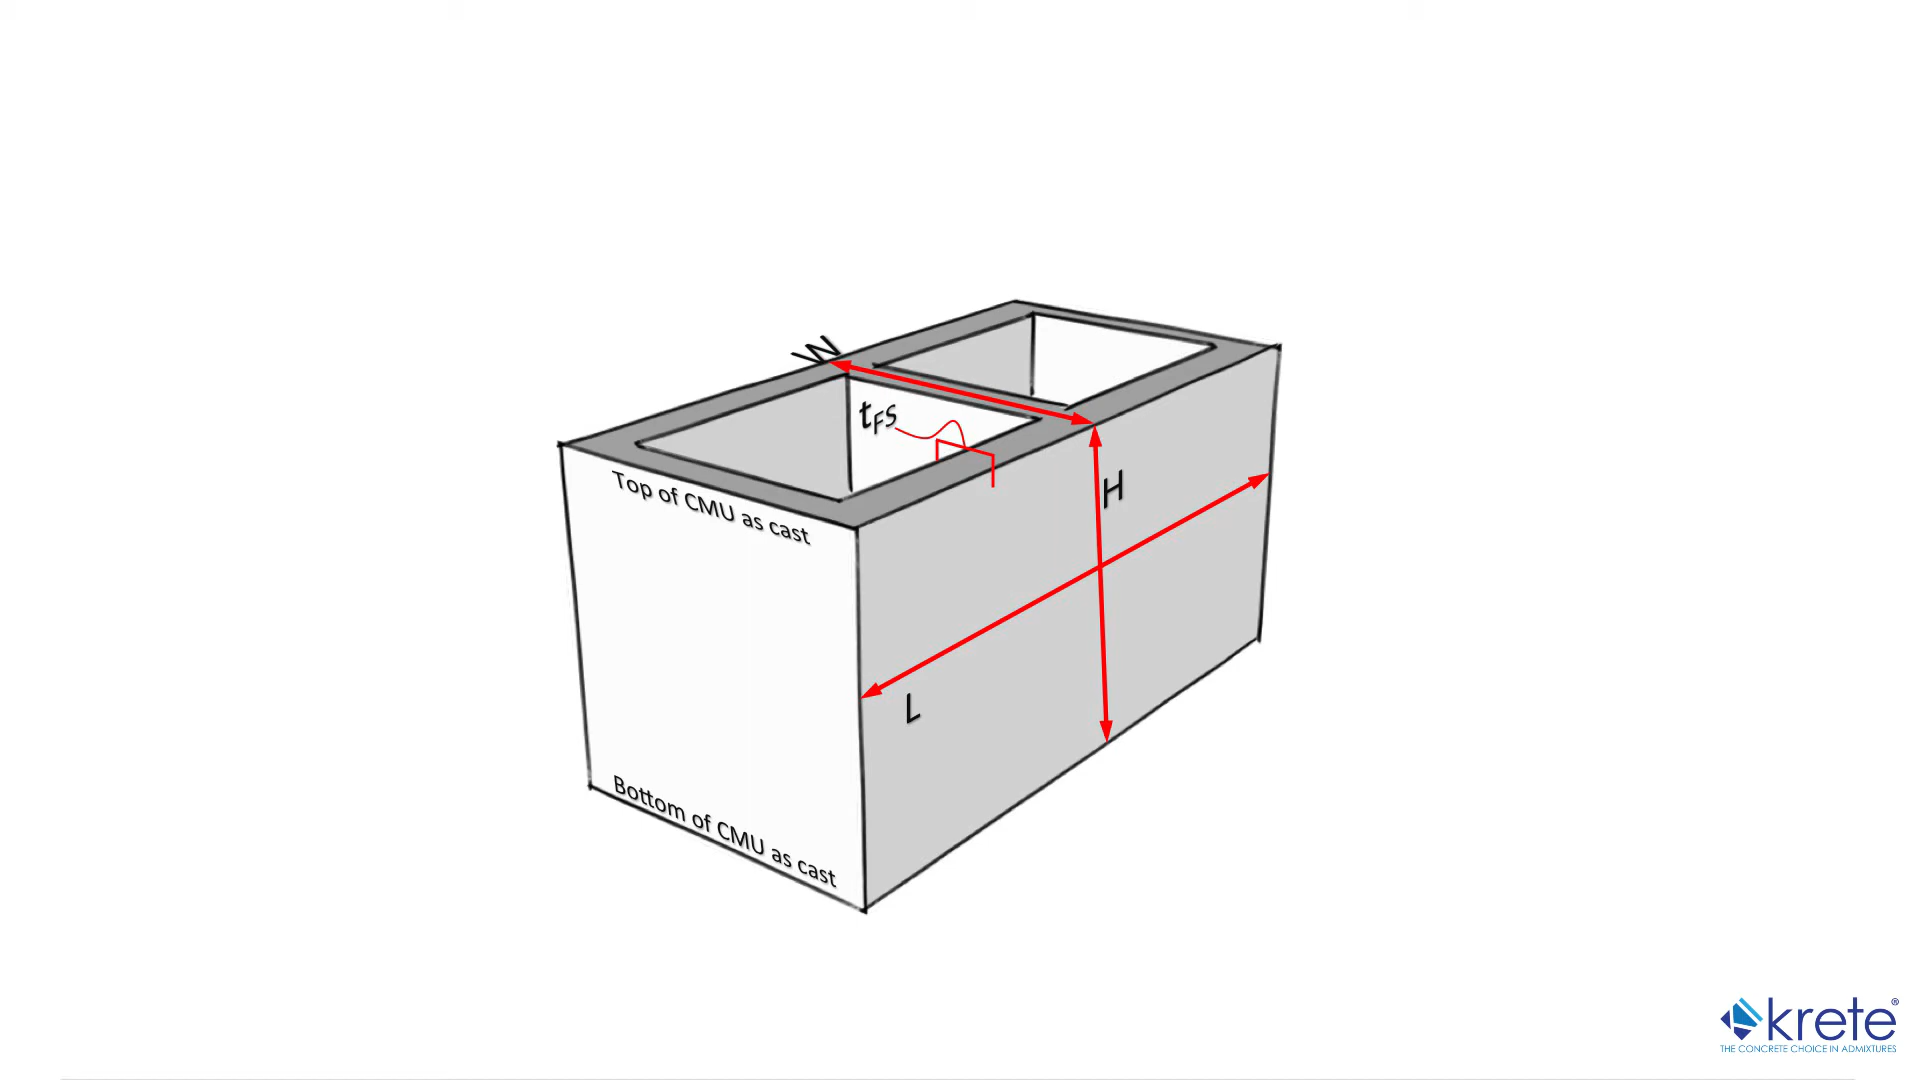 W
tFS
Top of CMU as cast
H
L
Bottom of CMU as cast
krete®
THE CONCRETE CHOICE IN ADMIXTURES